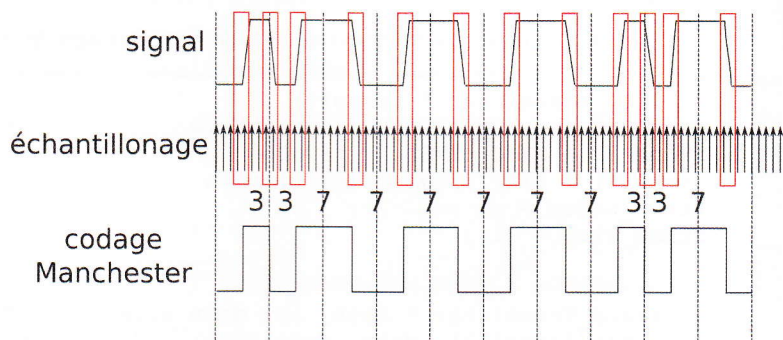 signal
échantillonage
3 3 7 7 7 7 7 7 3 3 7
codage
Manchester